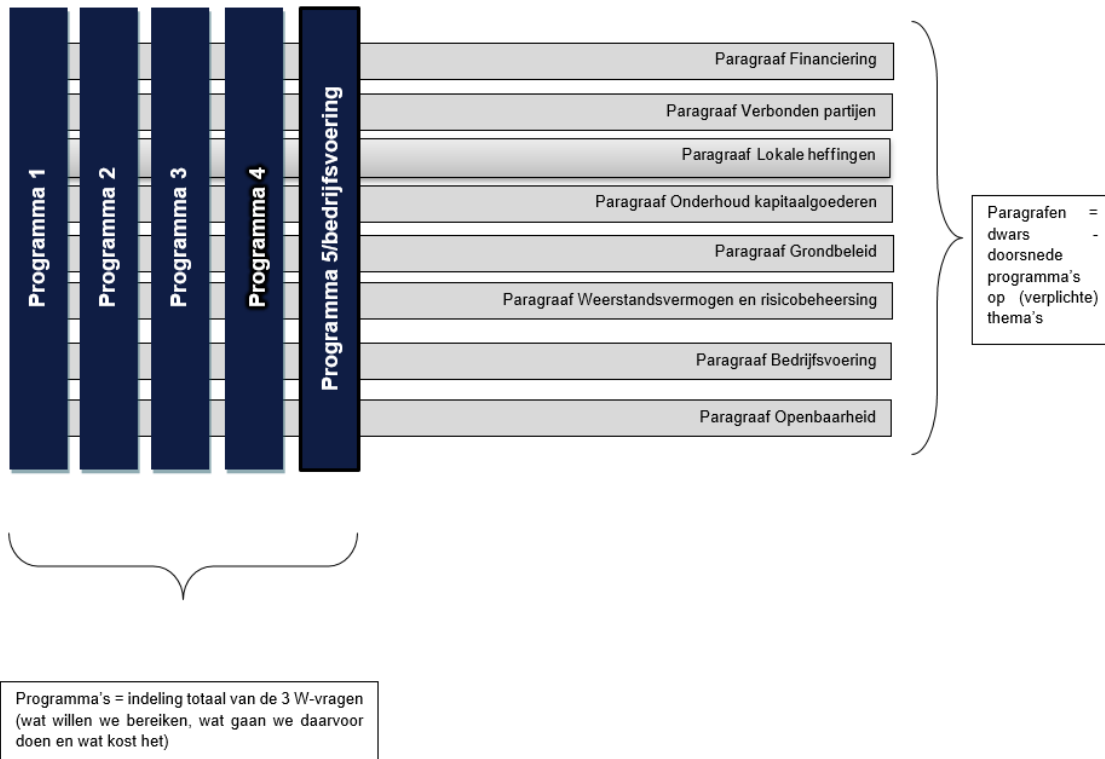 Programma 1
Programma 2
Programma 3
Programma 4
Programma 5/bedrijfsvoering
Paragraaf Financiering
Paragraaf Verbonden partijen
Paragraaf Lokale heffingen
Paragraaf Onderhoud kapitaalgoederen
Paragraaf Grondbeleid
Paragraaf Weerstandsvermogen en risicobeheersing
Paragraaf Bedrijfsvoering
Paragraaf Openbaarheid
Paragrafen =
dwars -
doorsnede
programma's
op (verplichte)
thema's
Programma's = indeling totaal van de 3 W-vragen
(wat willen we bereiken, wat gaan we daarvoor
doen en wat kost het)